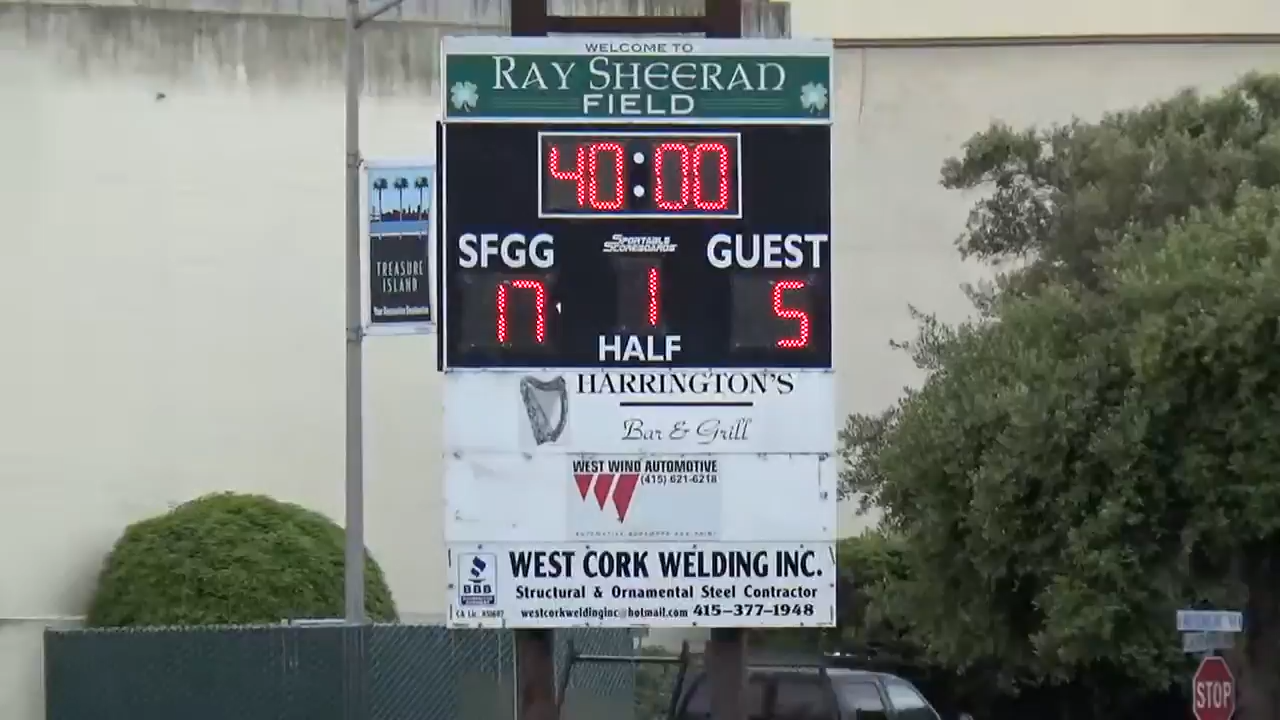 WELCOME TO
RAY SHEERAN
FIELD
40:00
SFGG
SPORTABLE
SCOREBOARDS
GUEST
17
1
5
HALF
TREASURE
ISLAND
HARRINGTON'S
Bar & Grill
WEST WIND AUTOMOTIVE
(415) 621-6218
BBB
WEST CORK WELDING INC.
Structural & Ornamental Steel Contractor
westcorkweldinginc@hotmail.com 415-377-1948
STOP